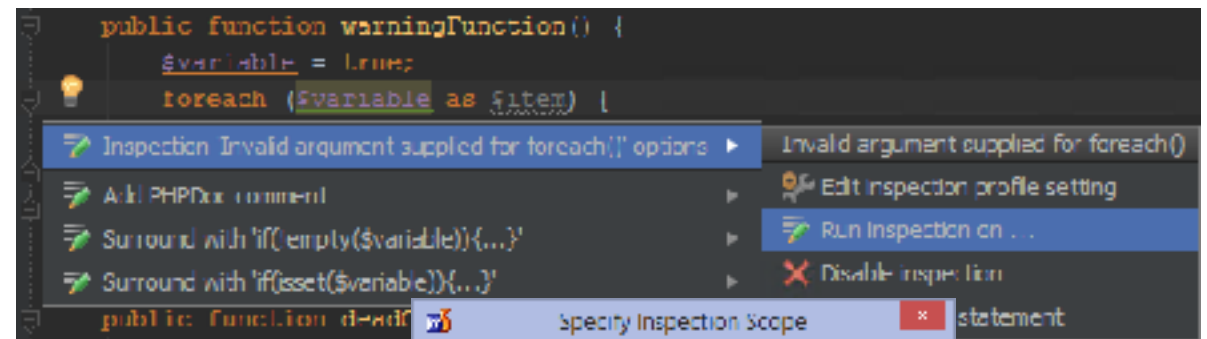 public function warningFunction() {
$variable = true;
foreach ($variable as $item) {
Inspection 'Invalid argument supplied for foreach()' options
Invalid argument supplied for foreach()
Add PHPDoc comment
Edit inspection profile setting
Surround with 'if(!empty($variable)){...}'
Run inspection on ...
Surround with 'if(isset($variable)){...}'
Disable inspection
public function
Specify Inspection Scope
statement